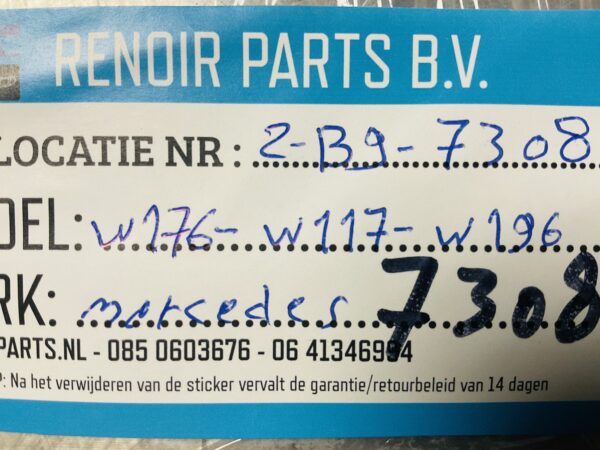 RENOIR PARTS B.V.
LOCATIE NR : 2-B9-7308
DEL: W176- W117- W196
RK: mercedes 7308
PARTS.NL - 085 0603676 - 06 41346994
P: Na het verwijderen van de sticker vervalt de garantie/retourbeleid van 14 dagen